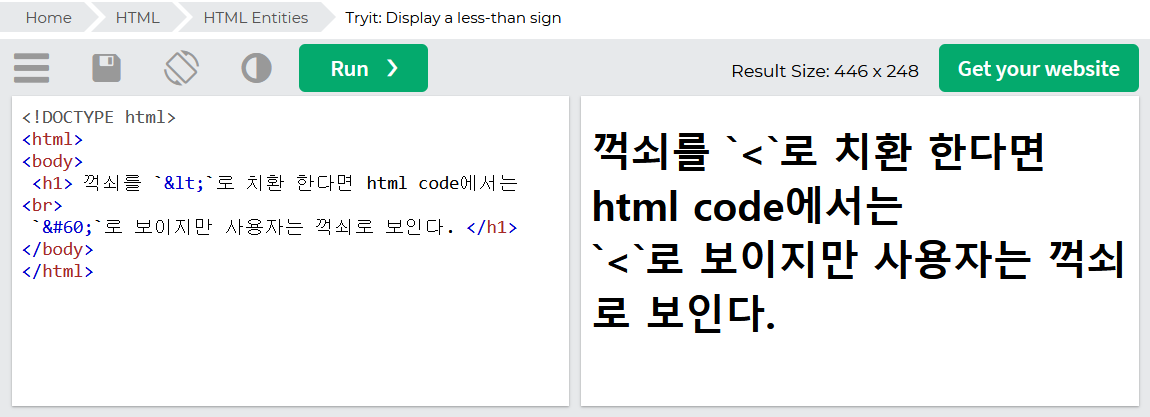 Home HTML HTML Entities Tryit: Display a less-than sign
Run ❯ Result Size: 446 x 248 Get your website
<!DOCTYPE html>
<html>
<body>
<h1> 꺽쇠를 `&lt;`로 치환 한다면 html code에서는
<br>
`&#60;`로 보이지만 사용자는 꺽쇠로 보인다. </h1>
</body>
</html>
꺽쇠를 `<`로 치환 한다면
html code에서는
`<`로 보이지만 사용자는 꺽쇠
로 보인다.